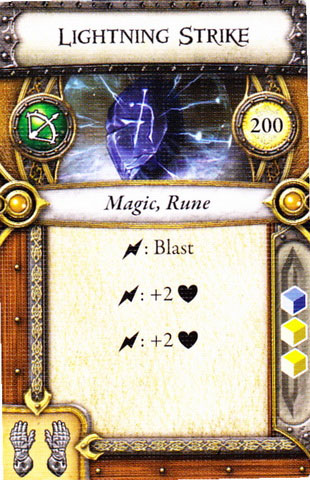 Lightning Strike
200
Magic, Rune
: Blast
: +2 ♥
: +2 ♥